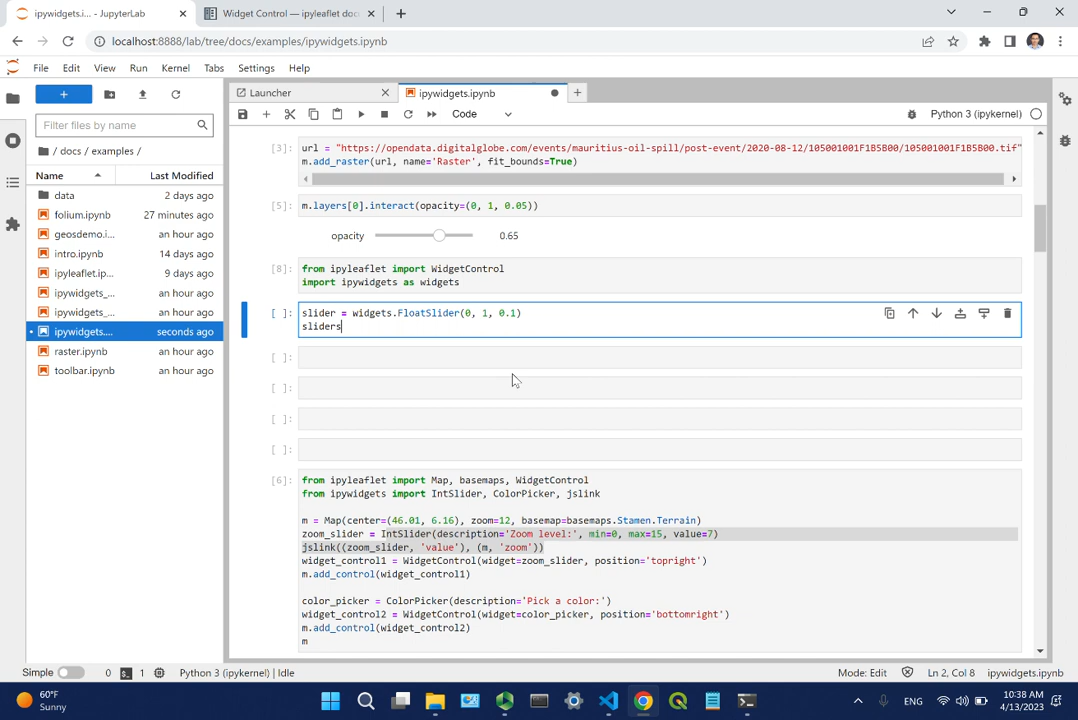 ipywidgets.i... - JupyterLab
Widget Control — ipyleaflet doc
localhost:8888/lab/tree/docs/examples/ipywidgets.ipynb
File Edit View Run Kernel Tabs Settings Help
Launcher
ipywidgets.ipynb
Code
Python 3 (ipykernel)
Filter files by name
/ docs / examples /
Name Last Modified
data 2 days ago
folium.ipynb 27 minutes ago
geosdemo.i... an hour ago
intro.ipynb 14 days ago
ipyleaflet.ip... 9 days ago
ipywidgets_... an hour ago
ipywidgets_... an hour ago
ipywidgets.... seconds ago
raster.ipynb an hour ago
toolbar.ipynb an hour ago
[3]: url = "https://opendata.digitalglobe.com/events/mauritius-oil-spill/post-event/2020-08-12/105001001F1B5B00/105001001F1B5B00.tif"
m.add_raster(url, name='Raster', fit_bounds=True)
[5]: m.layers[0].interact(opacity=(0, 1, 0.05))
opacity 0.65
[8]: from ipyleaflet import WidgetControl
import ipywidgets as widgets
[ ]: slider = widgets.FloatSlider(0, 1, 0.1)
sliders
[ ]:
[ ]:
[ ]:
[ ]:
[6]: from ipyleaflet import Map, basemaps, WidgetControl
from ipywidgets import IntSlider, ColorPicker, jslink
m = Map(center=(46.01, 6.16), zoom=12, basemap=basemaps.Stamen.Terrain)
zoom_slider = IntSlider(description='Zoom level:', min=0, max=15, value=7)
jslink((zoom_slider, 'value'), (m, 'zoom'))
widget_control1 = WidgetControl(widget=zoom_slider, position='topright')
m.add_control(widget_control1)
color_picker = ColorPicker(description='Pick a color:')
widget_control2 = WidgetControl(widget=color_picker, position='bottomright')
m.add_control(widget_control2)
m
Simple 0 1 Python 3 (ipykernel) | Idle Mode: Edit Ln 2, Col 8 ipywidgets.ipynb
60°F
Sunny
ENG
10:38 AM
4/13/2023